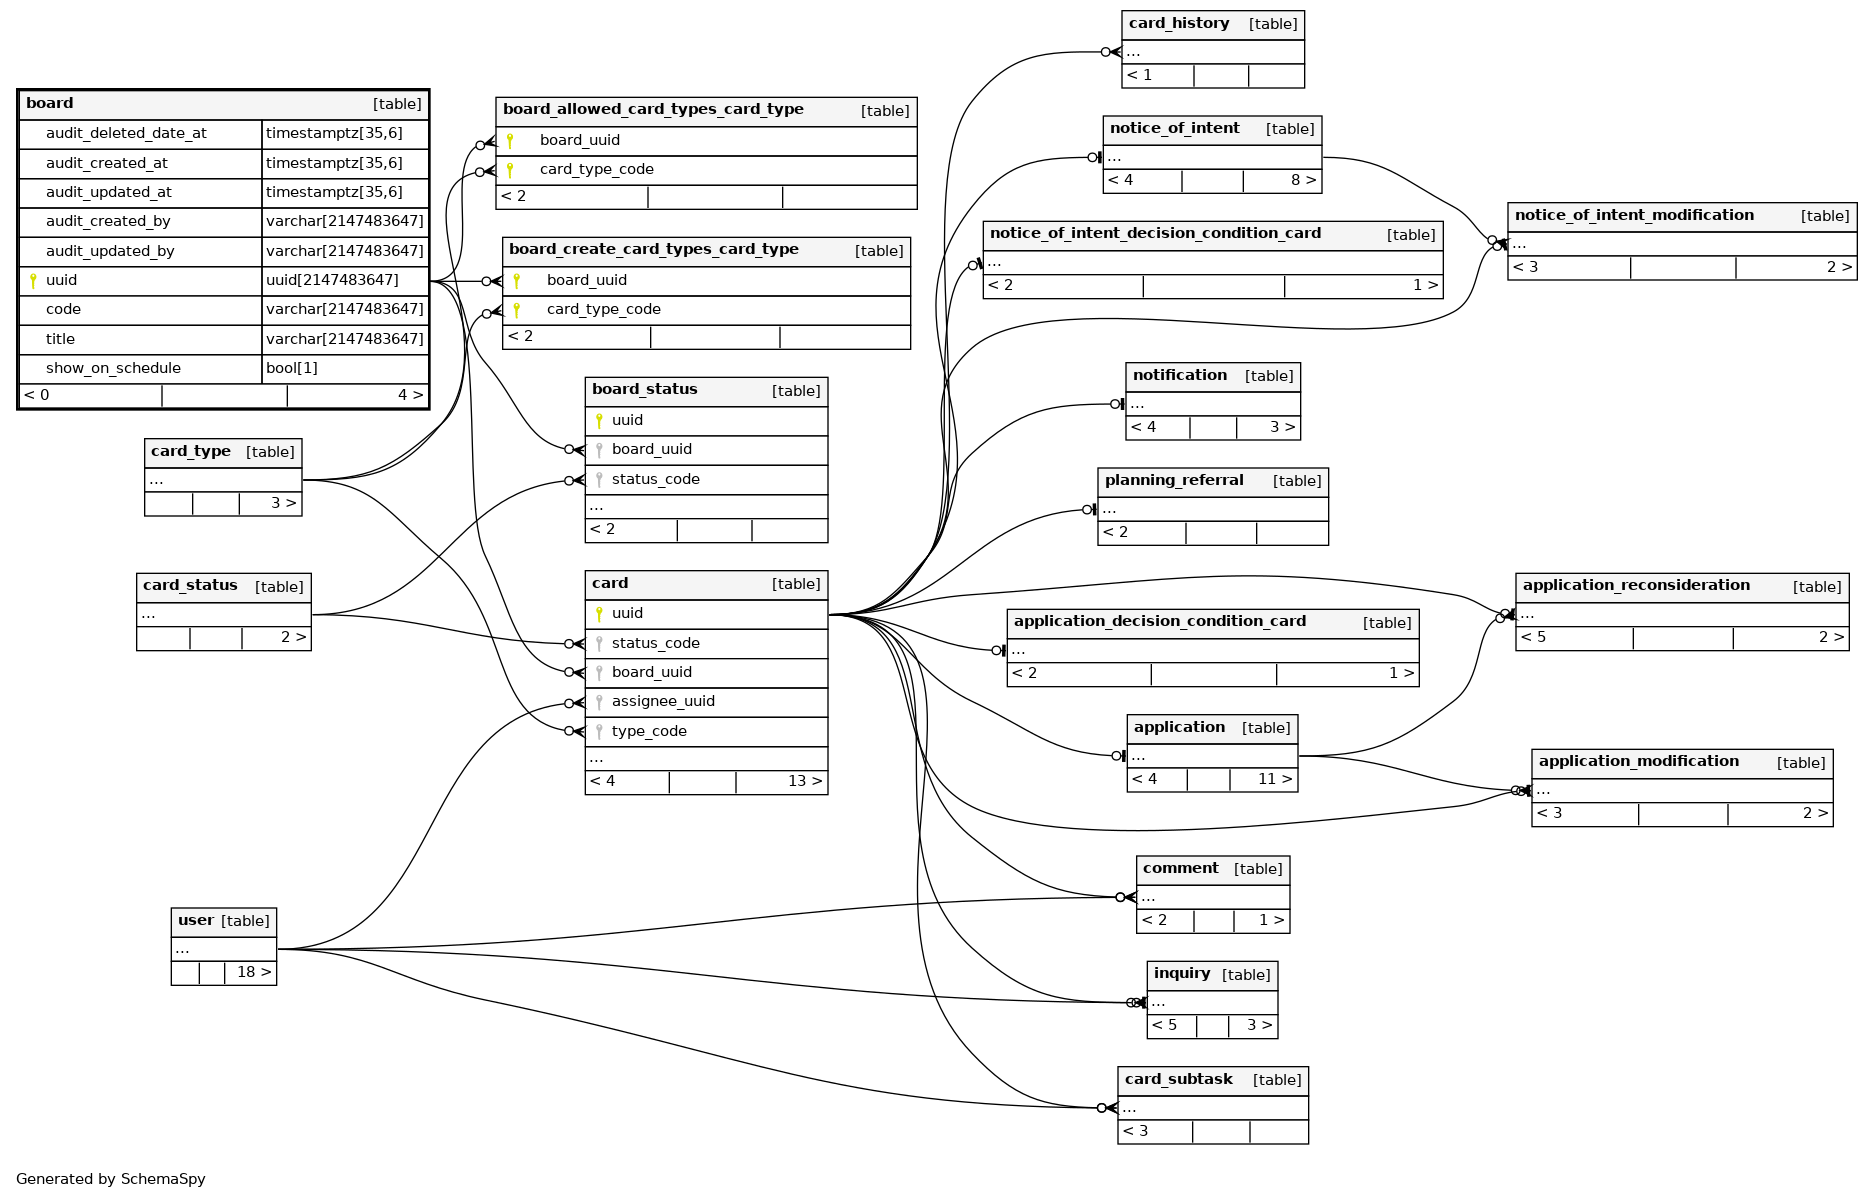 board [table]
audit_deleted_date_at timestamptz[35,6]
audit_created_at timestamptz[35,6]
audit_updated_at timestamptz[35,6]
audit_created_by varchar[2147483647]
audit_updated_by varchar[2147483647]
uuid uuid[2147483647]
code varchar[2147483647]
title varchar[2147483647]
show_on_schedule bool[1]
< 0 4 >
card_type [table]
...
3 >
card_status [table]
...
2 >
user [table]
...
18 >
board_allowed_card_types_card_type [table]
board_uuid
card_type_code
< 2
board_create_card_types_card_type [table]
board_uuid
card_type_code
< 2
board_status [table]
uuid
board_uuid
status_code
...
< 2
card [table]
uuid
status_code
board_uuid
assignee_uuid
type_code
...
< 4 13 >
card_history [table]
...
< 1
notice_of_intent [table]
...
< 4 8 >
notice_of_intent_decision_condition_card [table]
...
< 2 1 >
notification [table]
...
< 4 3 >
planning_referral [table]
...
< 2
application_decision_condition_card [table]
...
< 2 1 >
application [table]
...
< 4 11 >
comment [table]
...
< 2 1 >
inquiry [table]
...
< 5 3 >
card_subtask [table]
...
< 3
notice_of_intent_modification [table]
...
< 3 2 >
application_reconsideration [table]
...
< 5 2 >
application_modification [table]
...
< 3 2 >
Generated by SchemaSpy